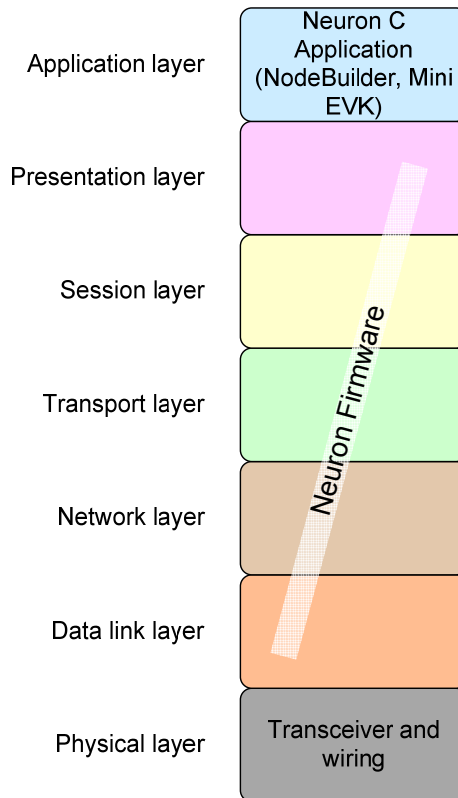 Application layer
Neuron C
Application
(NodeBuilder, Mini
EVK)
Presentation layer
Session layer
Transport layer
Neuron Firmware
Network layer
Data link layer
Physical layer
Transceiver and
wiring